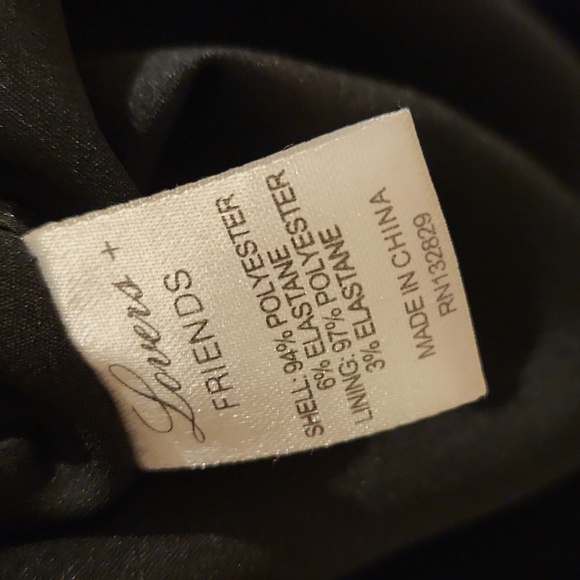 Lovers +
FRIENDS
SHELL: 94% POLYESTER
6% ELASTANE
LINING: 97% POLYESTER
3% ELASTANE
MADE IN CHINA
RN132829